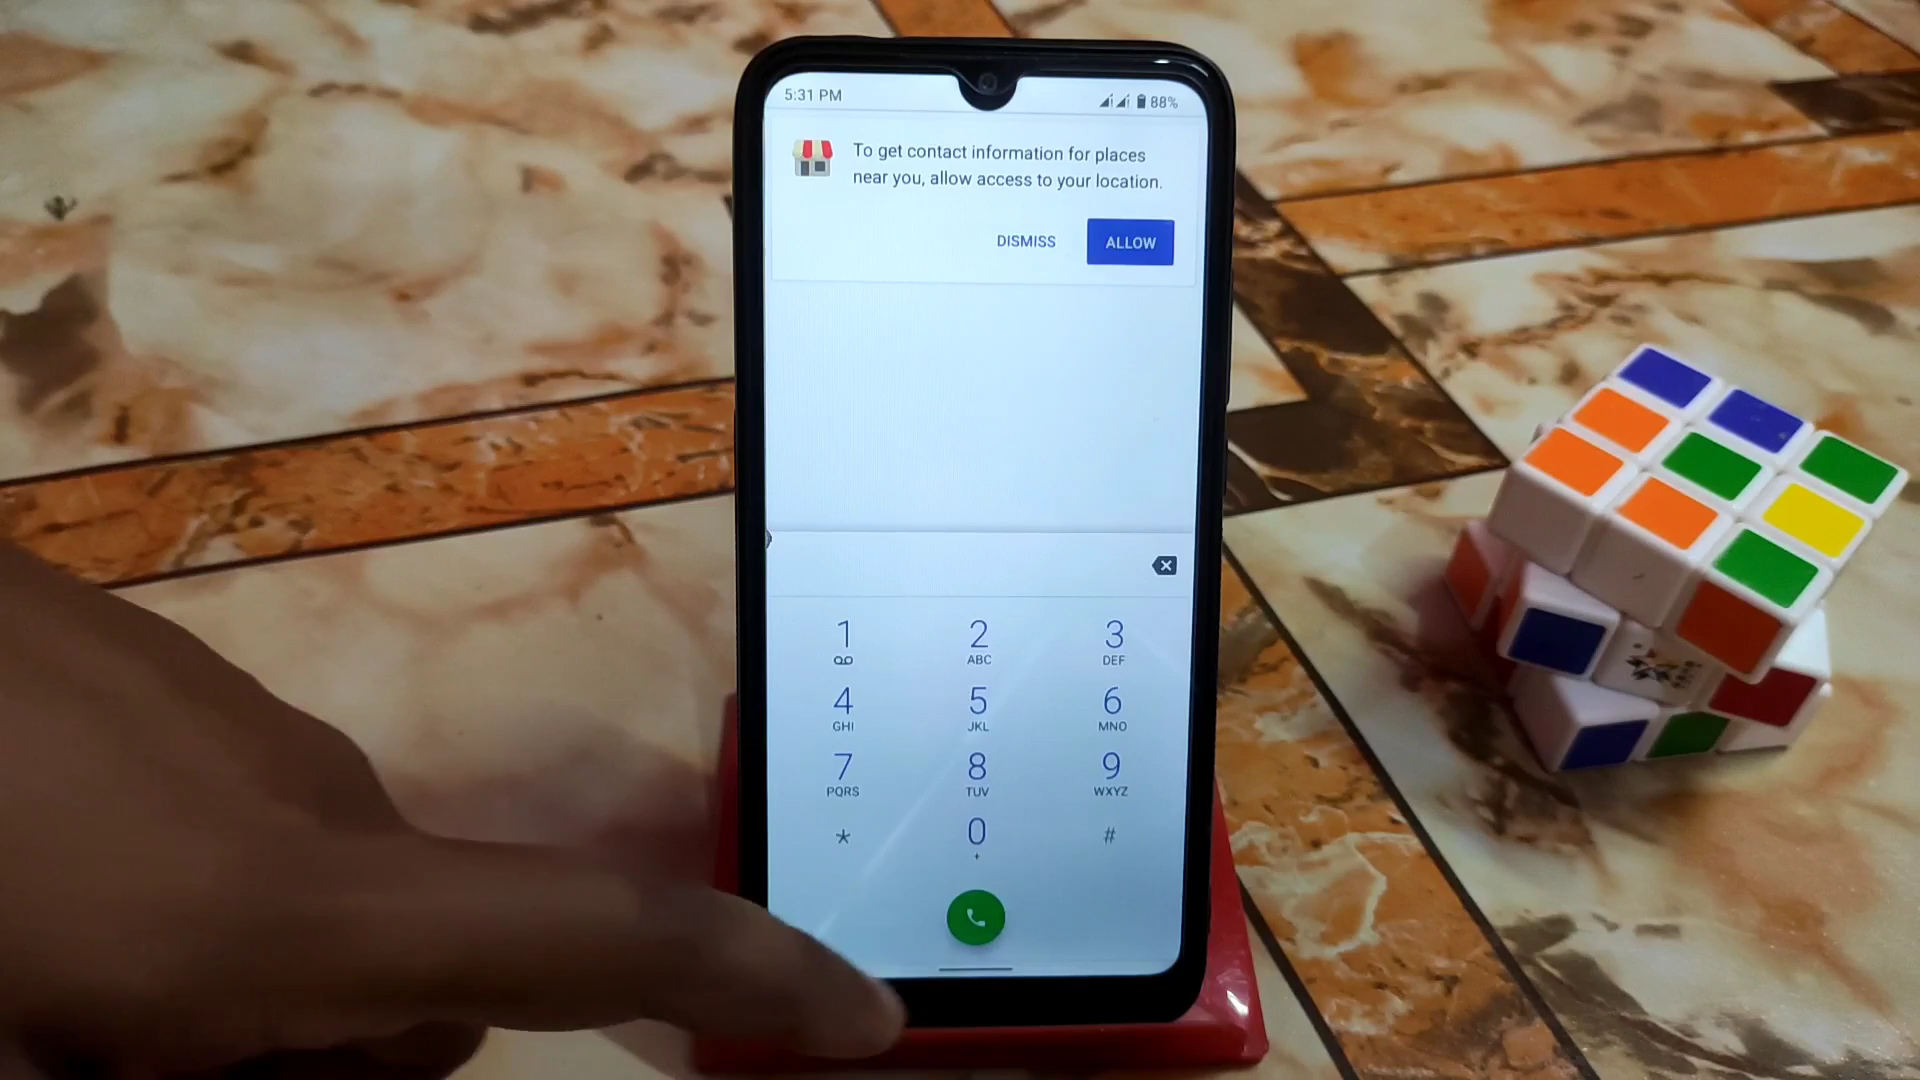 5:31 PM
88%
To get contact information for places
near you, allow access to your location.
DISMISS
ALLOW
1
2
ABC
3
DEF
4
GHI
5
JKL
6
MNO
7
PQRS
8
TUV
9
WXYZ
*
0
+
#